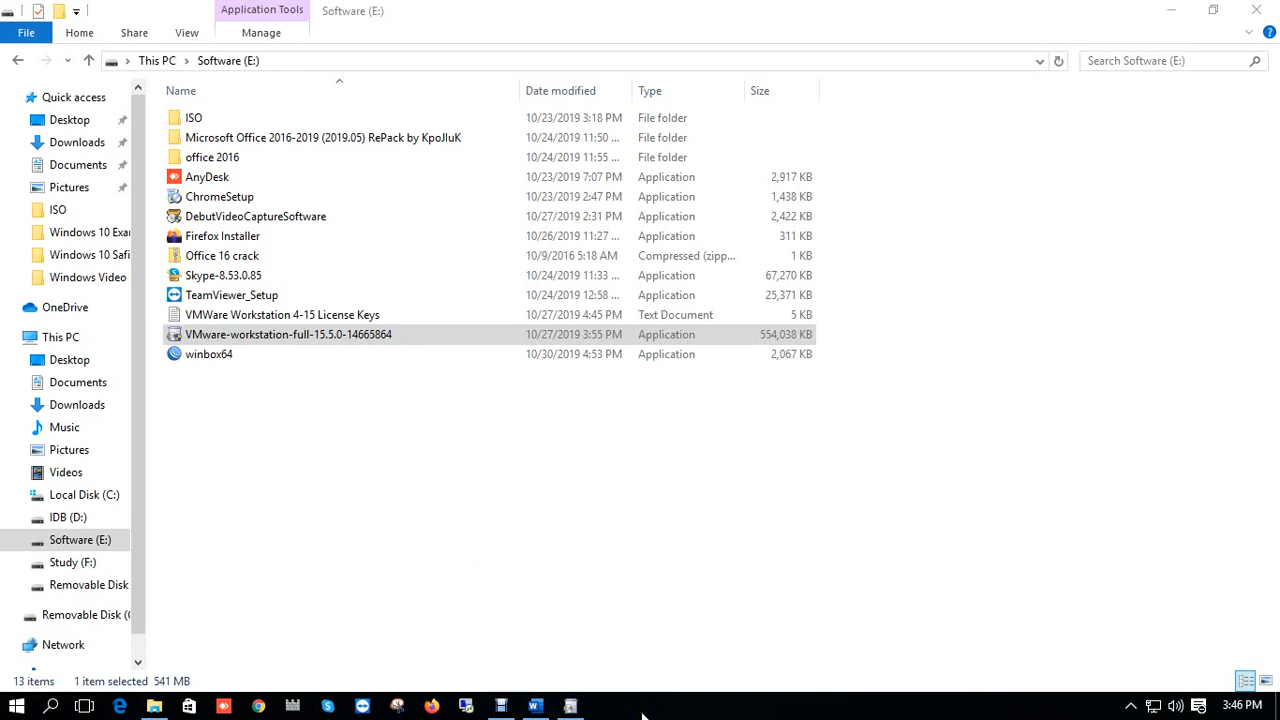 Application Tools
Software (E:)
File
Home
Share
View
Manage
This PC
Software (E:)
Search Software (E:)
Name
Date modified
Type
Size
Quick access
Desktop
Downloads
Documents
Pictures
ISO
Windows 10 Exa
Windows 10 Safi
Windows Video
OneDrive
This PC
Desktop
Documents
Downloads
Music
Pictures
Videos
Local Disk (C:)
IDB (D:)
Software (E:)
Study (F:)
Removable Disk
Removable Disk (
Network
ISO 10/23/2019 3:18 PM File folder
Microsoft Office 2016-2019 (2019.05) RePack by KpoJIuK 10/24/2019 11:50 ... File folder
office 2016 10/24/2019 11:55 ... File folder
AnyDesk 10/23/2019 7:07 PM Application 2,917 KB
ChromeSetup 10/23/2019 2:47 PM Application 1,438 KB
DebutVideoCaptureSoftware 10/27/2019 2:31 PM Application 2,422 KB
Firefox Installer 10/26/2019 11:27 ... Application 311 KB
Office 16 crack 10/9/2016 5:18 AM Compressed (zipp... 1 KB
Skype-8.53.0.85 10/24/2019 11:33 ... Application 67,270 KB
TeamViewer_Setup 10/24/2019 12:58 ... Application 25,371 KB
VMWare Workstation 4-15 License Keys 10/27/2019 4:45 PM Text Document 5 KB
VMware-workstation-full-15.5.0-14665864 10/27/2019 3:55 PM Application 554,038 KB
winbox64 10/30/2019 4:53 PM Application 2,067 KB
13 items 1 item selected 541 MB
3:46 PM